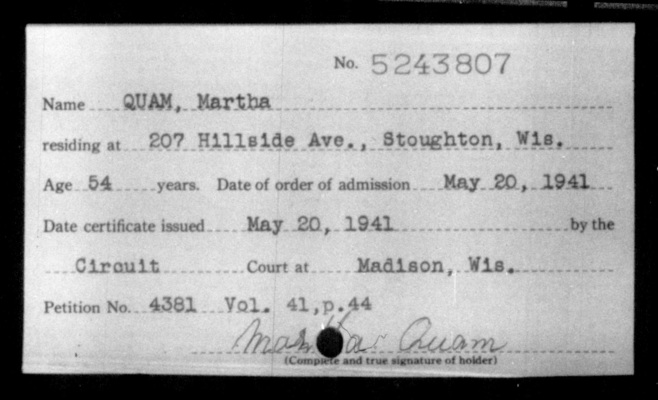 No. 5243807
Name QUAM, Martha
residing at 207 Hillside Ave., Stoughton, Wis.
Age 54 years. Date of order of admission May 20, 1941
Date certificate issued May 20, 1941 by the
Circuit Court at Madison, Wis.
Petition No. 4381 Vol. 41, p. 44
Martha Quam
(Complete and true signature of holder)